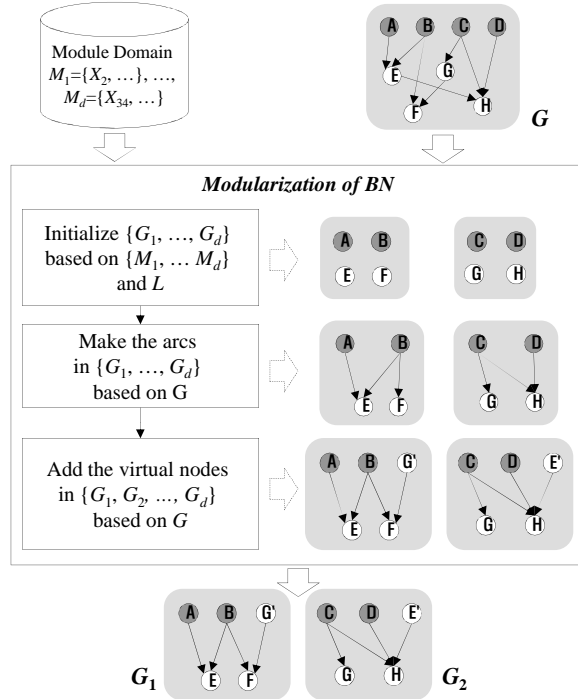 Module Domain
M1={X2, …}, …,
Md={X34, …}
A B C D
E G
F H
G
Modularization of BN
Initialize {G1, …, Gd}
based on {M1, … Md}
and L
A B C D
E F G H
Make the arcs
in {G1, …, Gd}
based on G
A B C D
E F G H
Add the virtual nodes
in {G1, G2, ..., Gd}
based on G
A B G' C D E'
E F G H
A B G' C D E'
E F G H
G1 G2